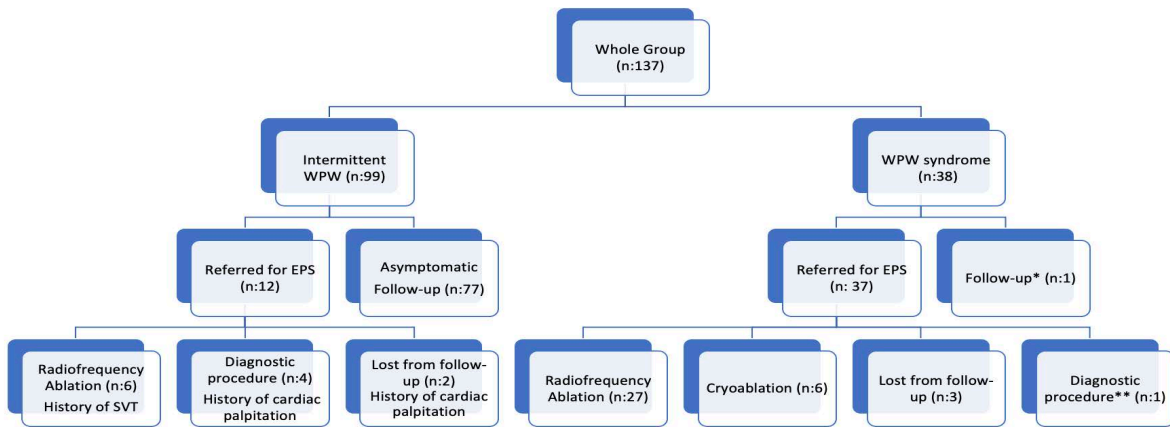 Whole Group
(n:137)
Intermittent
WPW (n:99)
WPW syndrome
(n:38)
Referred for EPS
(n:12)
Asymptomatic
Follow-up (n:77)
Referred for EPS
(n: 37)
Follow-up* (n:1)
Radiofrequency
Ablation (n:6)
History of SVT
Diagnostic
procedure (n:4)
History of cardiac
palpitation
Lost from follow-
up (n:2)
History of cardiac
palpitation
Radiofrequency
Ablation (n:27)
Cryoablation (n:6)
Lost from follow-
up (n:3)
Diagnostic
procedure** (n:1)